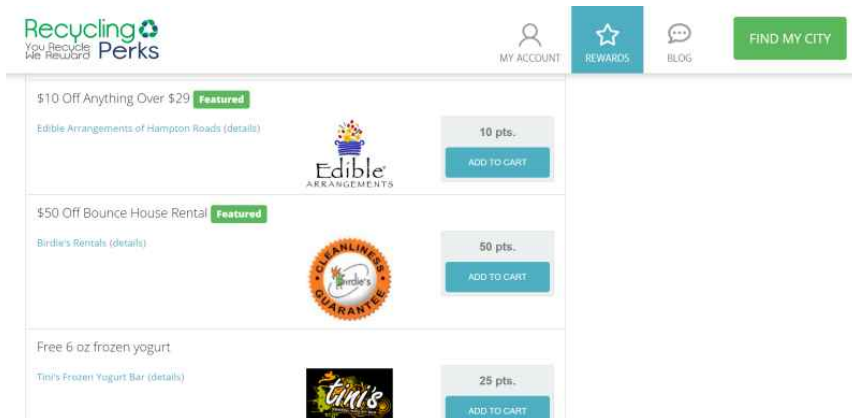 Recycling
You Recycle
We Reward Perks
MY ACCOUNT
REWARDS
BLOG
FIND MY CITY
$10 Off Anything Over $29 Featured
Edible Arrangements of Hampton Roads (details)
Edible
ARRANGEMENTS
10 pts.
ADD TO CART
$50 Off Bounce House Rental Featured
Birdie's Rentals (details)
CLEANLINESS
Birdie's
GUARANTEE
50 pts.
ADD TO CART
Free 6 oz frozen yogurt
Tini's Frozen Yogurt Bar (details)
tini's
25 pts.
ADD TO CART